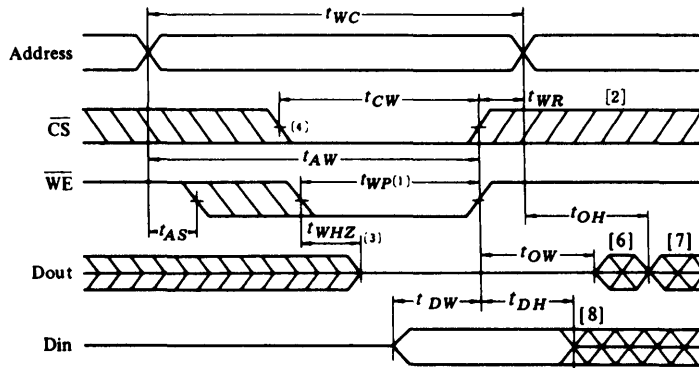 tWC
Address
tCW
tWR
[2]
CS
(4)
tAW
WE
tWP(1)
tAS
tWHZ(3)
tOH
tOW
[6]
[7]
Dout
tDW
tDH
[8]
Din